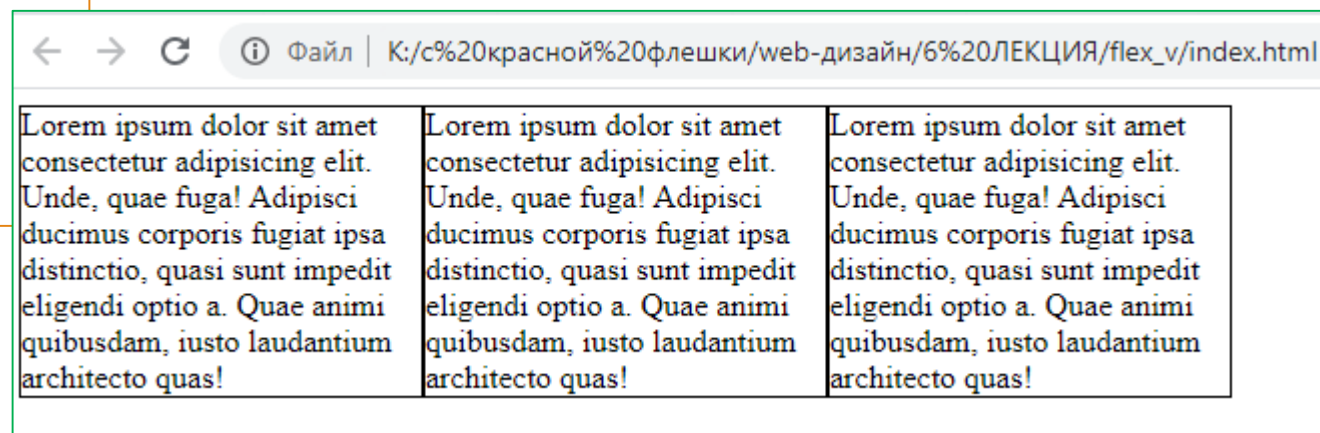 Файл | K:/с%20красной%20флешки/web-дизайн/6%20ЛЕКЦИЯ/flex_v/index.html
Lorem ipsum dolor sit amet
consectetur adipisicing elit.
Unde, quae fuga! Adipisci
ducimus corporis fugiat ipsa
distinctio, quasi sunt impedit
eligendi optio a. Quae animi
quibusdam, iusto laudantium
architecto quas!
Lorem ipsum dolor sit amet
consectetur adipisicing elit.
Unde, quae fuga! Adipisci
ducimus corporis fugiat ipsa
distinctio, quasi sunt impedit
eligendi optio a. Quae animi
quibusdam, iusto laudantium
architecto quas!
Lorem ipsum dolor sit amet
consectetur adipisicing elit.
Unde, quae fuga! Adipisci
ducimus corporis fugiat ipsa
distinctio, quasi sunt impedit
eligendi optio a. Quae animi
quibusdam, iusto laudantium
architecto quas!